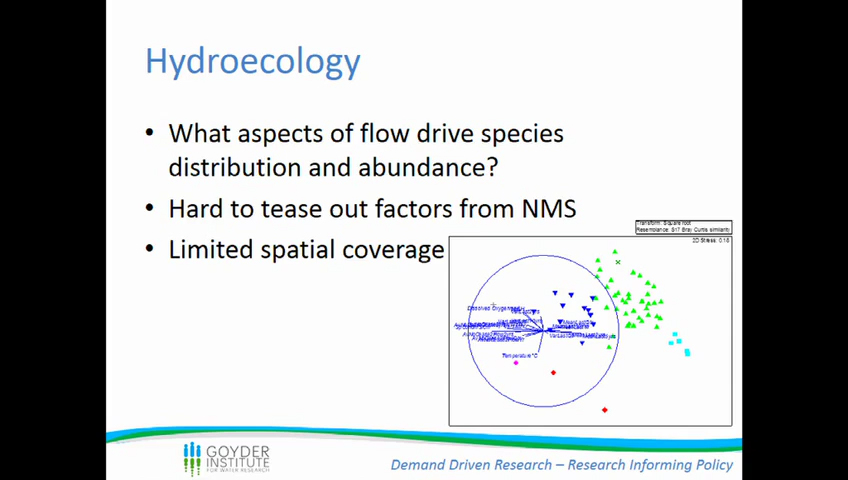 Hydroecology
• What aspects of flow drive species
distribution and abundance?
• Hard to tease out factors from NMS
• Limited spatial coverage
Transform: Square root
Resemblance: S17 Bray Curtis similarity
2D Stress: 0.18
Dissolved Oxygen
Temperature °C
GOYDER
INSTITUTE
FOR WATER RESEARCH
Demand Driven Research – Research Informing Policy